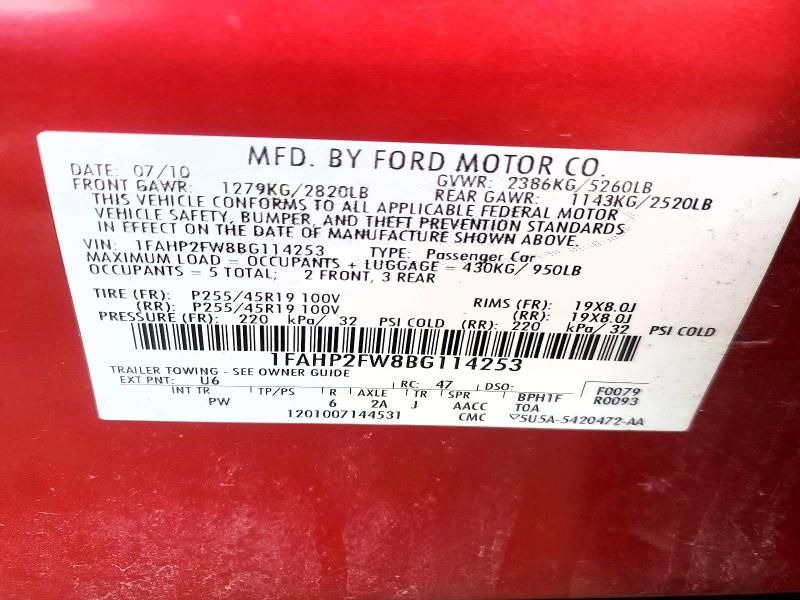 MFD. BY FORD MOTOR CO.
DATE: 07/10 GVWR: 2386KG/5260LB
FRONT GAWR: 1279KG/2820LB REAR GAWR: 1143KG/2520LB
THIS VEHICLE CONFORMS TO ALL APPLICABLE FEDERAL MOTOR
VEHICLE SAFETY, BUMPER, AND THEFT PREVENTION STANDARDS
IN EFFECT ON THE DATE OF MANUFACTURE SHOWN ABOVE.
VIN: 1FAHP2FW8BG114253 TYPE: Passenger Car
MAXIMUM LOAD = OCCUPANTS + LUGGAGE = 430KG/ 950LB
OCCUPANTS = 5 TOTAL; 2 FRONT, 3 REAR
TIRE (FR): P255/45R19 100V RIMS (FR): 19X8.0J
(RR): P255/45R19 100V (RR): 19X8.0J
PRESSURE (FR): 220 kPa/ 32 PSI COLD (RR): 220 kPa/ 32 PSI COLD
1FAHP2FW8BG114253
TRAILER TOWING - SEE OWNER GUIDE
EXT PNT: U6 RC: 47 DSO: F0079
INT TR TP/PS R AXLE TR SPR BPH1F R0093
PW 6 2A J AACC TOA
1201007144531 CMC 5U5A-5420472-AA